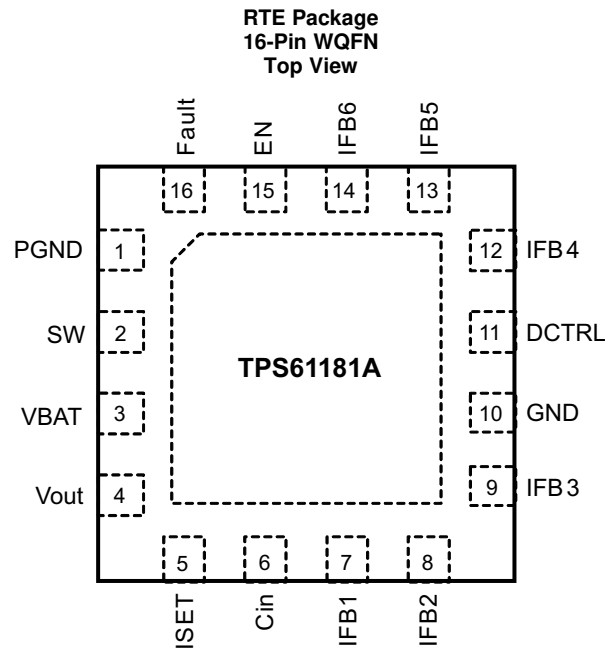 RTE Package
16-Pin WQFN
Top View
Fault
EN
IFB6
IFB5
16
15
14
13
PGND
1
12
IFB4
SW
2
TPS61181A
11
DCTRL
VBAT
3
10
GND
Vout
4
9
IFB3
5
6
7
8
ISET
Cin
IFB1
IFB2